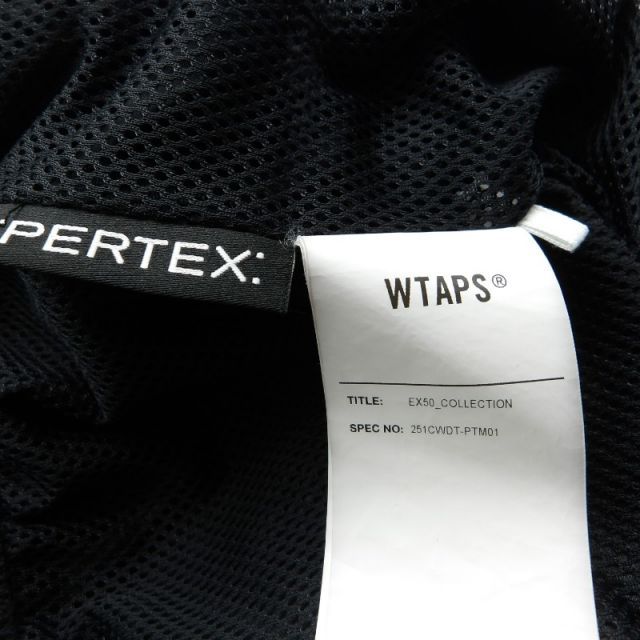 PERTEX:
WTAPS®
TITLE: EX50_COLLECTION
SPEC NO: 251CWDT-PTM01